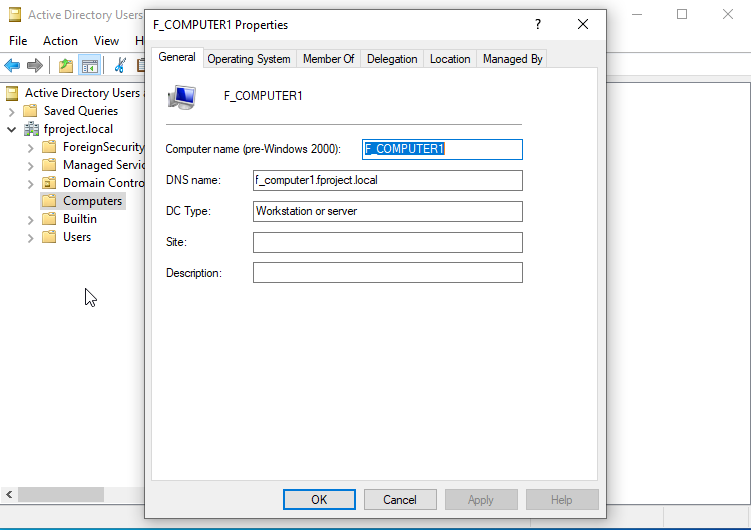 Active Directory Users
File Action View H
Active Directory Users a
Saved Queries
fproject.local
ForeignSecurity
Managed Servic
Domain Contro
Computers
Builtin
Users
F_COMPUTER1 Properties
?
General Operating System Member Of Delegation Location Managed By
F_COMPUTER1
Computer name (pre-Windows 2000): F_COMPUTER1
DNS name: f_computer1.fproject.local
DC Type: Workstation or server
Site:
Description:
OK Cancel Apply Help